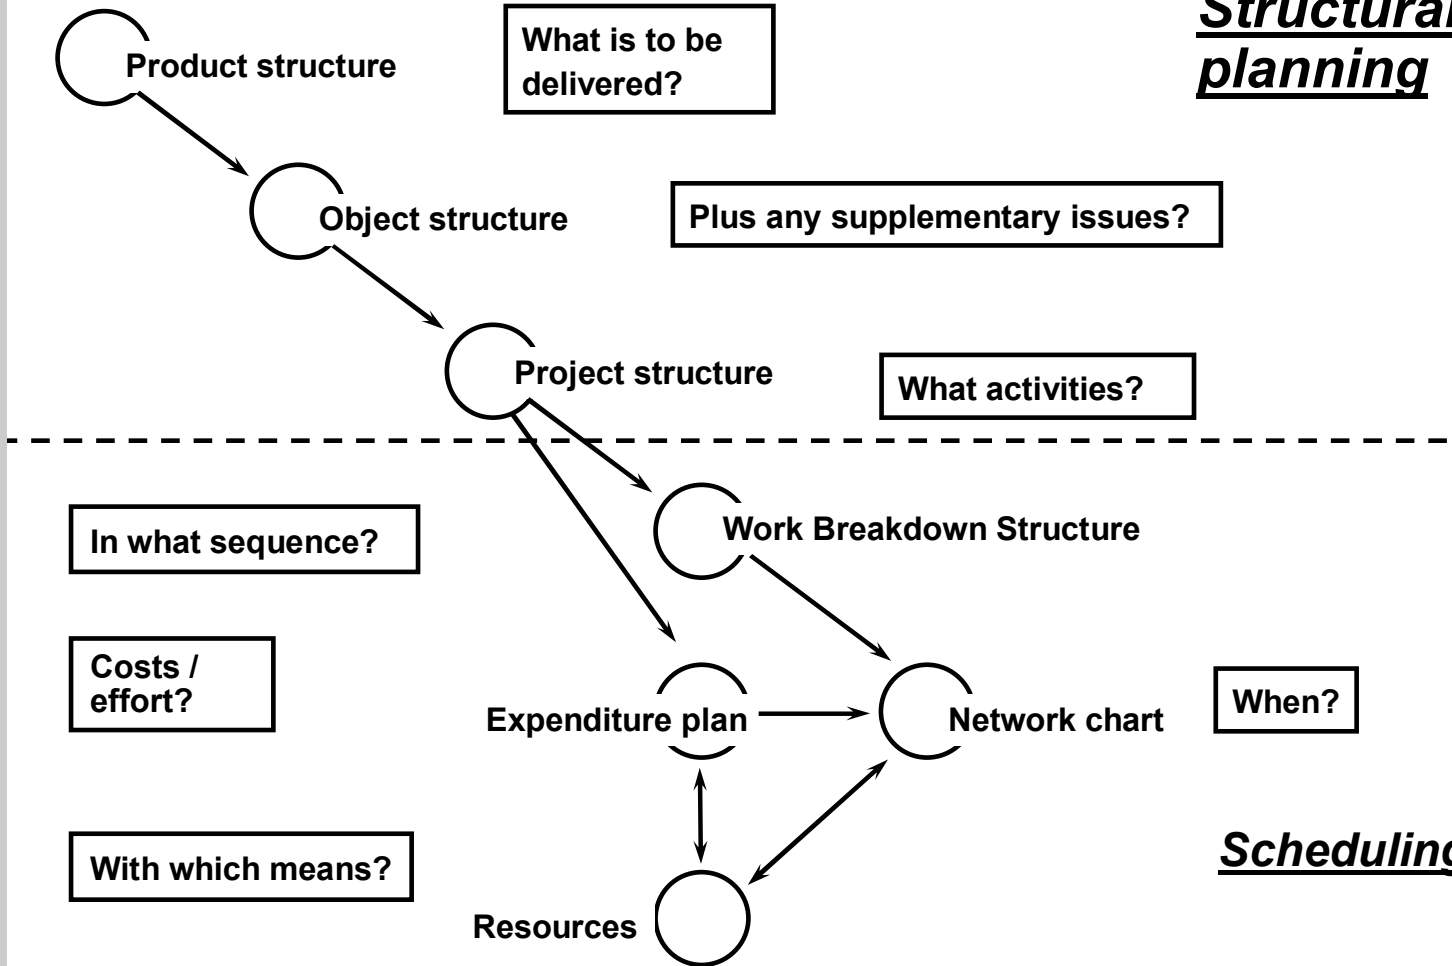 Structural
planning
What is to be
delivered?
Product structure
Object structure
Plus any supplementary issues?
Project structure
What activities?
In what sequence?
Work Breakdown Structure
Costs /
effort?
Expenditure plan
Network chart
When?
With which means?
Scheduling
Resources